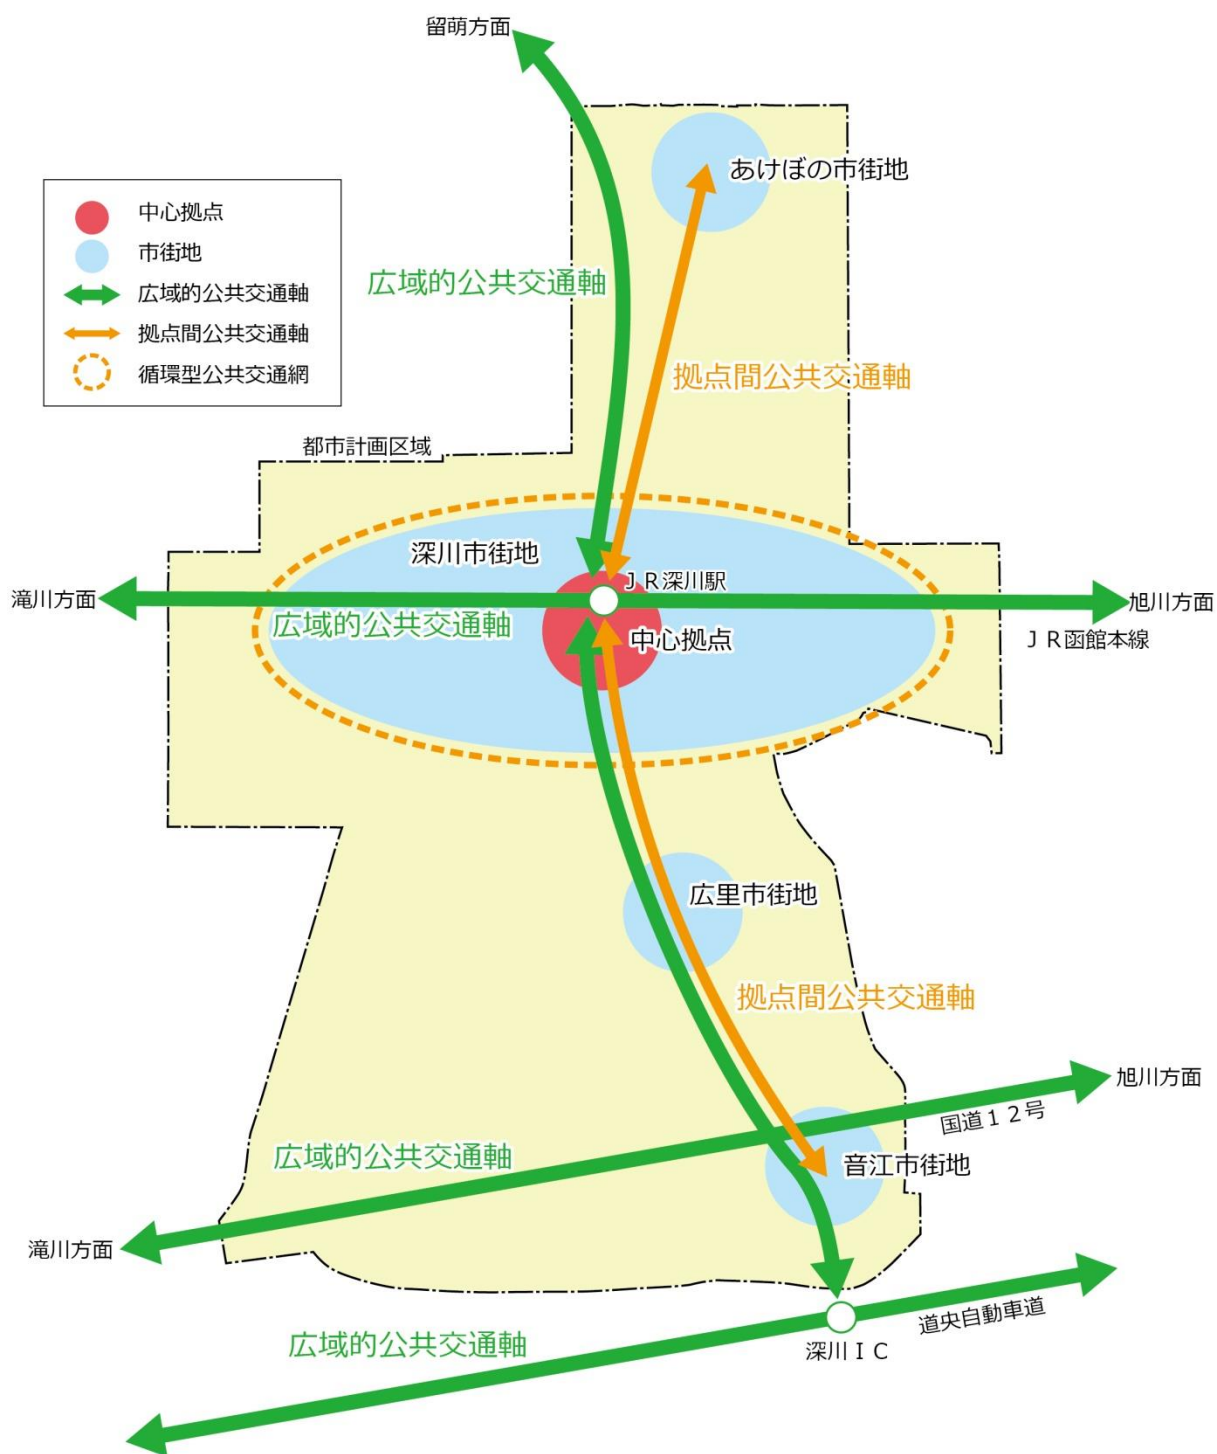 留萌方面
あけぼの市街地
中心拠点
市街地
広域的公共交通軸
拠点間公共交通軸
循環型公共交通網
広域的公共交通軸
拠点間公共交通軸
都市計画区域
深川市街地
ＪＲ深川駅
滝川方面
旭川方面
広域的公共交通軸
中心拠点
ＪＲ函館本線
広里市街地
拠点間公共交通軸
旭川方面
国道１２号
広域的公共交通軸
音江市街地
滝川方面
道央自動車道
広域的公共交通軸
深川ＩＣ